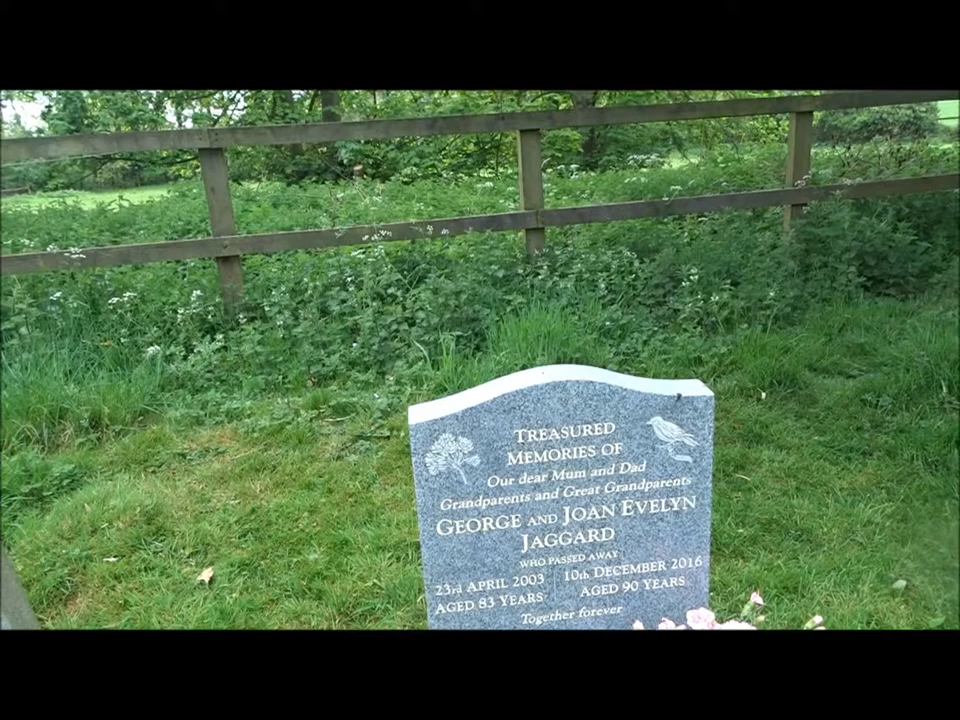 TREASURED
MEMORIES OF
Our dear Mum and Dad
Grandparents and Great Grandparents
GEORGE AND JOAN EVELYN
JAGGARD
WHO PASSED AWAY
23rd APRIL 2003 10th DECEMBER 2016
AGED 83 YEARS AGED 90 YEARS
Together forever